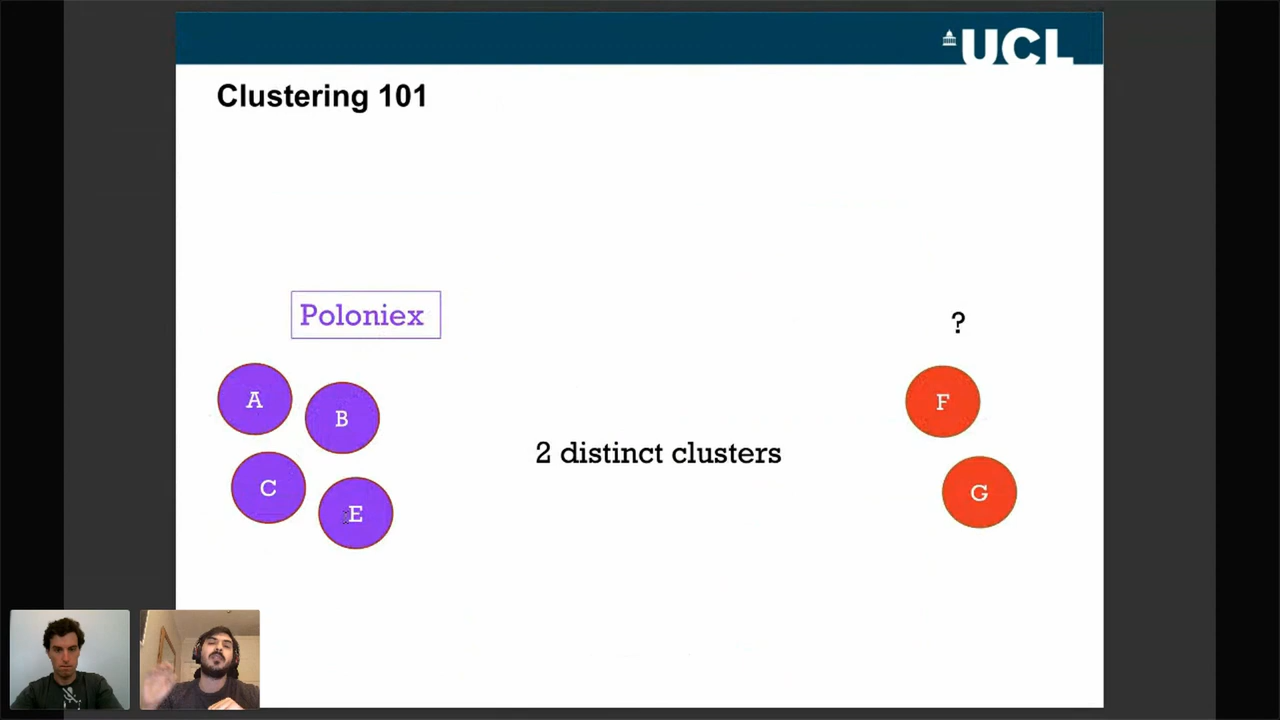 UCL
Clustering 101
Poloniex
?
A
B
F
2 distinct clusters
C
G
E